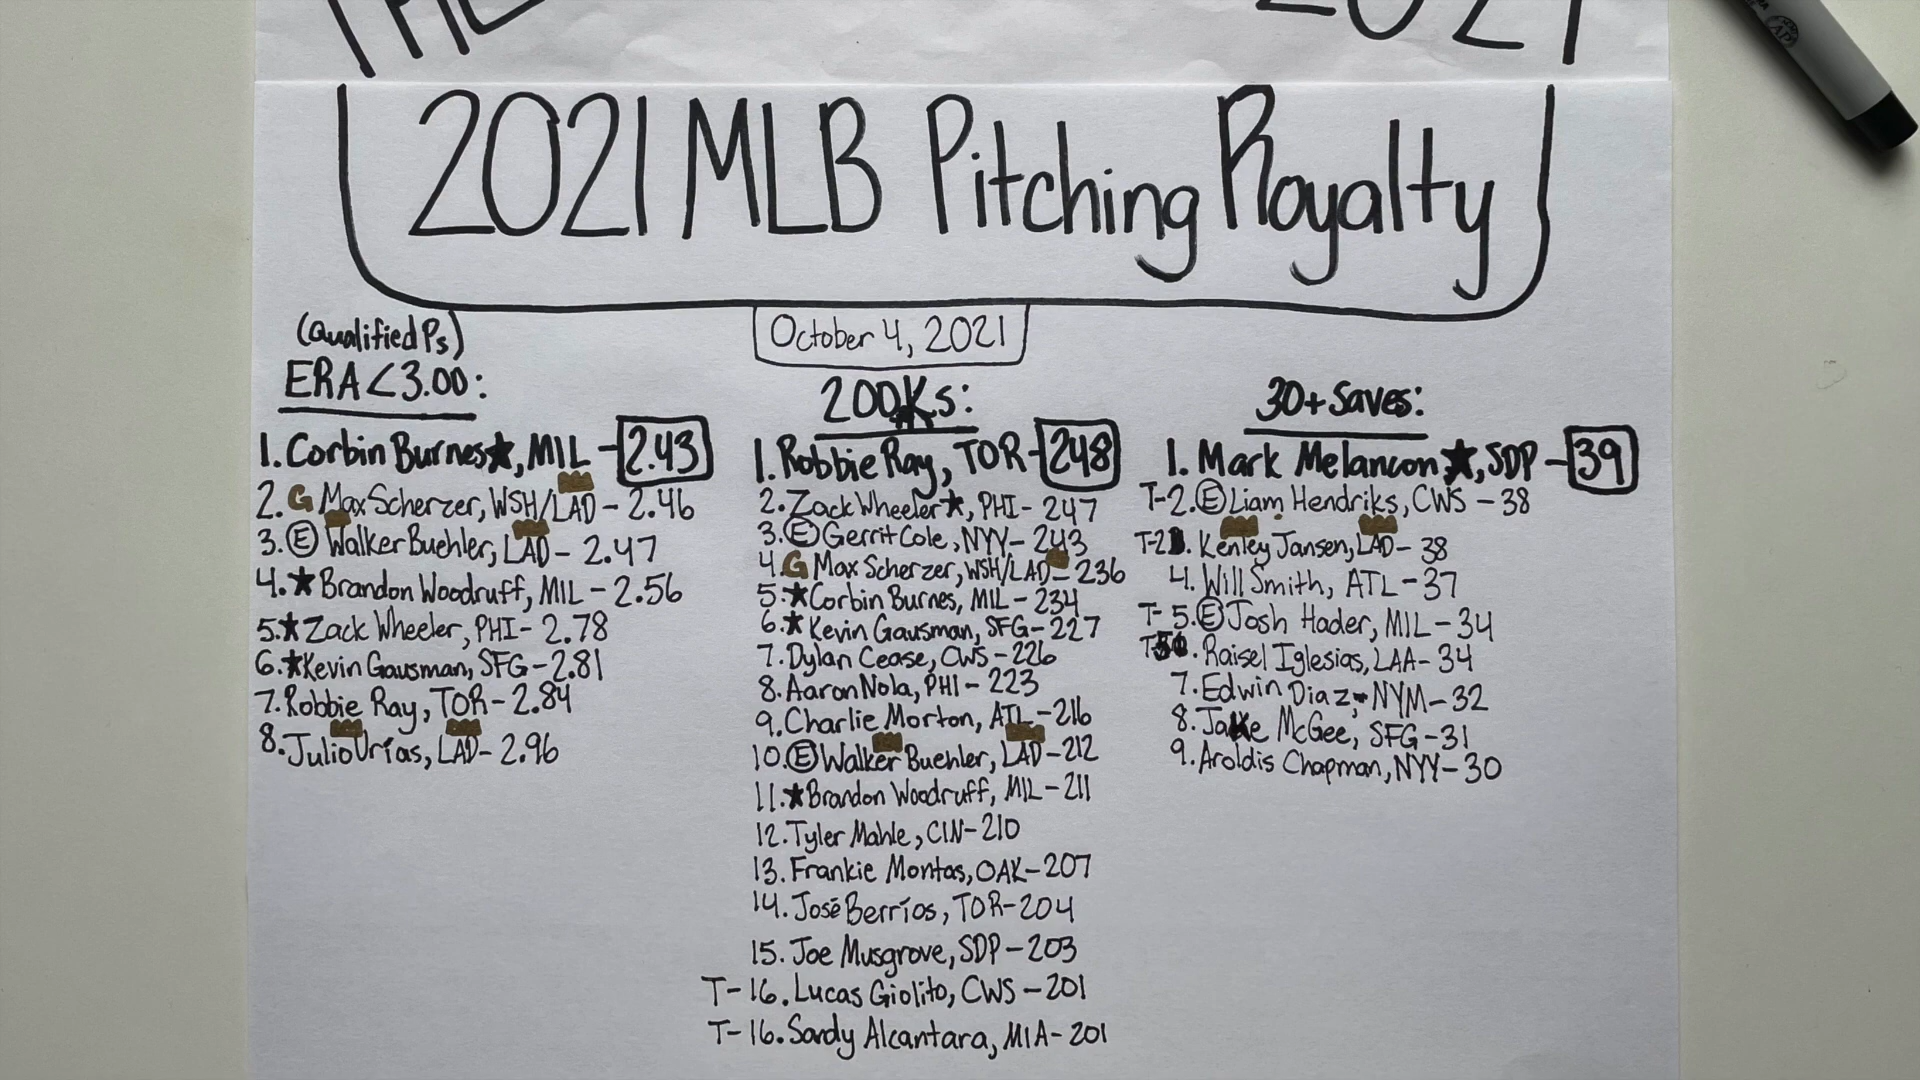 2021
2021 MLB Pitching Royalty
October 4, 2021
(Qualified Ps)
ERA < 3.00:
1. Corbin Burnes★, MIL - 2.43
2. G Max Scherzer, WSH/LAD - 2.46
3. Ⓔ Walker Buehler, LAD - 2.47
4. ★ Brandon Woodruff, MIL - 2.56
5. ★ Zack Wheeler, PHI - 2.78
6. ★ Kevin Gausman, SFG - 2.81
7. Robbie Ray, TOR - 2.84
8. Julio Urías, LAD - 2.96
200Ks:
1. Robbie Ray, TOR - 248
2. Zack Wheeler★, PHI - 247
3. Ⓔ Gerrit Cole, NYY - 243
4. G Max Scherzer, WSH/LAD - 236
5. ★ Corbin Burnes, MIL - 234
6. ★ Kevin Gausman, SFG - 227
7. Dylan Cease, CWS - 226
8. Aaron Nola, PHI - 223
9. Charlie Morton, ATL - 216
10. Ⓔ Walker Buehler, LAD - 212
11. ★ Brandon Woodruff, MIL - 211
12. Tyler Mahle, CIN - 210
13. Frankie Montas, OAK - 207
14. José Berríos, TOR - 204
15. Joe Musgrove, SDP - 203
T-16. Lucas Giolito, CWS - 201
T-16. Sandy Alcantara, MIA - 201
30+ Saves:
1. Mark Melancon★, SDP - 39
T-2. Ⓔ Liam Hendriks, CWS - 38
T-2. Kenley Jansen, LAD - 38
4. Will Smith, ATL - 37
T-5. Ⓔ Josh Hader, MIL - 34
T-5. Raisel Iglesias, LAA - 34
7. Edwin Diaz, NYM - 32
8. Jake McGee, SFG - 31
9. Aroldis Chapman, NYY - 30